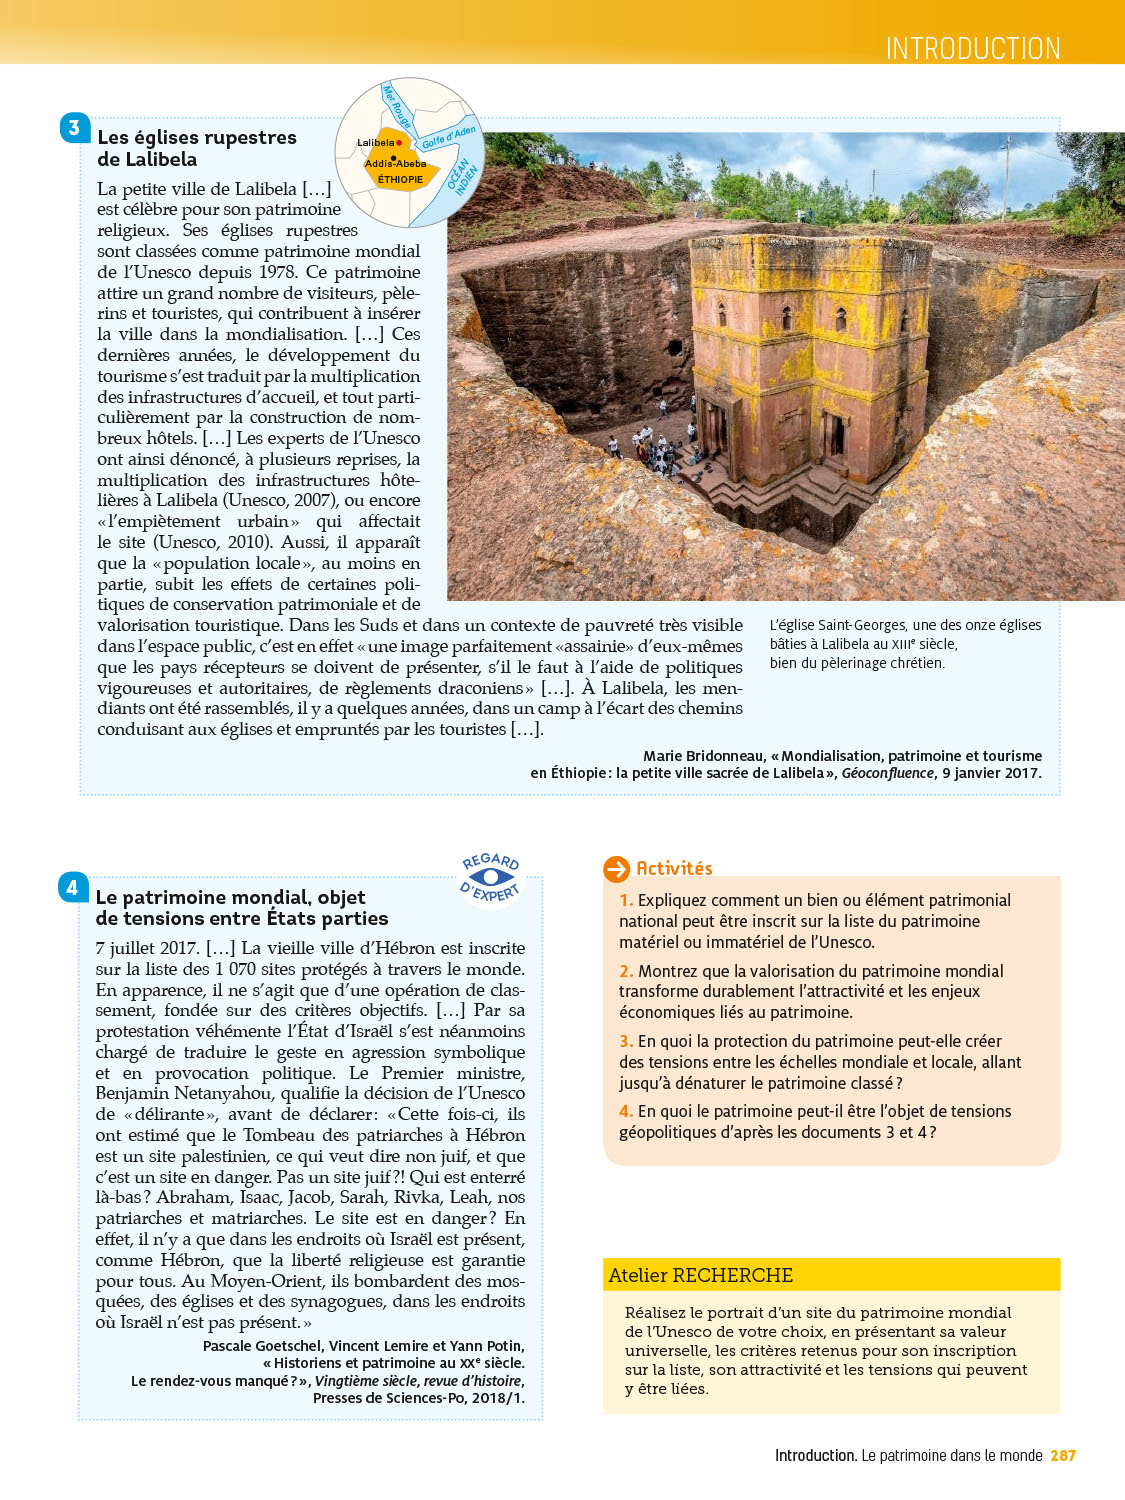 INTRODUCTION
3
Les églises rupestres
de Lalibela
La petite ville de Lalibela […]
est célèbre pour son patrimoine
religieux. Ses églises rupestres
sont classées comme patrimoine mondial
de l’Unesco depuis 1978. Ce patrimoine
attire un grand nombre de visiteurs, pèle-
rins et touristes, qui contribuent à insérer
la ville dans la mondialisation. […] Ces
dernières années, le développement du
tourisme s’est traduit par la multiplication
des infrastructures d’accueil, et tout parti-
culièrement par la construction de nom-
breux hôtels. […] Les experts de l’Unesco
ont ainsi dénoncé, à plusieurs reprises, la
multiplication des infrastructures hôte-
lières à Lalibela (Unesco, 2007), ou encore
« l’empiètement urbain » qui affectait
le site (Unesco, 2010). Aussi, il apparaît
que la « population locale », au moins en
partie, subit les effets de certaines poli-
tiques de conservation patrimoniale et de
valorisation touristique. Dans les Suds et dans un contexte de pauvreté très visible
dans l’espace public, c’est en effet « une image parfaitement «assainie» d’eux-mêmes
que les pays récepteurs se doivent de présenter, s’il le faut à l’aide de politiques
vigoureuses et autoritaires, de règlements draconiens » […]. À Lalibela, les men-
diants ont été rassemblés, il y a quelques années, dans un camp à l’écart des chemins
conduisant aux églises et empruntés par les touristes […].
Marie Bridonneau, « Mondialisation, patrimoine et tourisme
en Éthiopie : la petite ville sacrée de Lalibela », Géoconfluence, 9 janvier 2017.
Mer Rouge
Golfe d’Aden
Lalibela
Addis-Abeba
ÉTHIOPIE
OCÉAN
INDIEN
L’église Saint-Georges, une des onze églises
bâties à Lalibela au XIIIe siècle,
bien du pèlerinage chrétien.
4
REGARD
D’EXPERT
Le patrimoine mondial, objet
de tensions entre États parties
7 juillet 2017. […] La vieille ville d’Hébron est inscrite
sur la liste des 1 070 sites protégés à travers le monde.
En apparence, il ne s’agit que d’une opération de clas-
sement, fondée sur des critères objectifs. […] Par sa
protestation véhémente l’État d’Israël s’est néanmoins
chargé de traduire le geste en agression symbolique
et en provocation politique. Le Premier ministre,
Benjamin Netanyahou, qualifie la décision de l’Unesco
de « délirante », avant de déclarer : « Cette fois-ci, ils
ont estimé que le Tombeau des patriarches à Hébron
est un site palestinien, ce qui veut dire non juif, et que
c’est un site en danger. Pas un site juif ?! Qui est enterré
là-bas ? Abraham, Isaac, Jacob, Sarah, Rivka, Leah, nos
patriarches et matriarches. Le site est en danger ? En
effet, il n’y a que dans les endroits où Israël est présent,
comme Hébron, que la liberté religieuse est garantie
pour tous. Au Moyen-Orient, ils bombardent des mos-
quées, des églises et des synagogues, dans les endroits
où Israël n’est pas présent. »
Pascale Goetschel, Vincent Lemire et Yann Potin,
« Historiens et patrimoine au XXe siècle.
Le rendez-vous manqué ? », Vingtième siècle, revue d’histoire,
Presses de Sciences-Po, 2018/1.
Activités
1. Expliquez comment un bien ou élément patrimonial
national peut être inscrit sur la liste du patrimoine
matériel ou immatériel de l’Unesco.
2. Montrez que la valorisation du patrimoine mondial
transforme durablement l’attractivité et les enjeux
économiques liés au patrimoine.
3. En quoi la protection du patrimoine peut-elle créer
des tensions entre les échelles mondiale et locale, allant
jusqu’à dénaturer le patrimoine classé ?
4. En quoi le patrimoine peut-il être l’objet de tensions
géopolitiques d’après les documents 3 et 4 ?
Atelier RECHERCHE
Réalisez le portrait d’un site du patrimoine mondial
de l’Unesco de votre choix, en présentant sa valeur
universelle, les critères retenus pour son inscription
sur la liste, son attractivité et les tensions qui peuvent
y être liées.
Introduction. Le patrimoine dans le monde 287